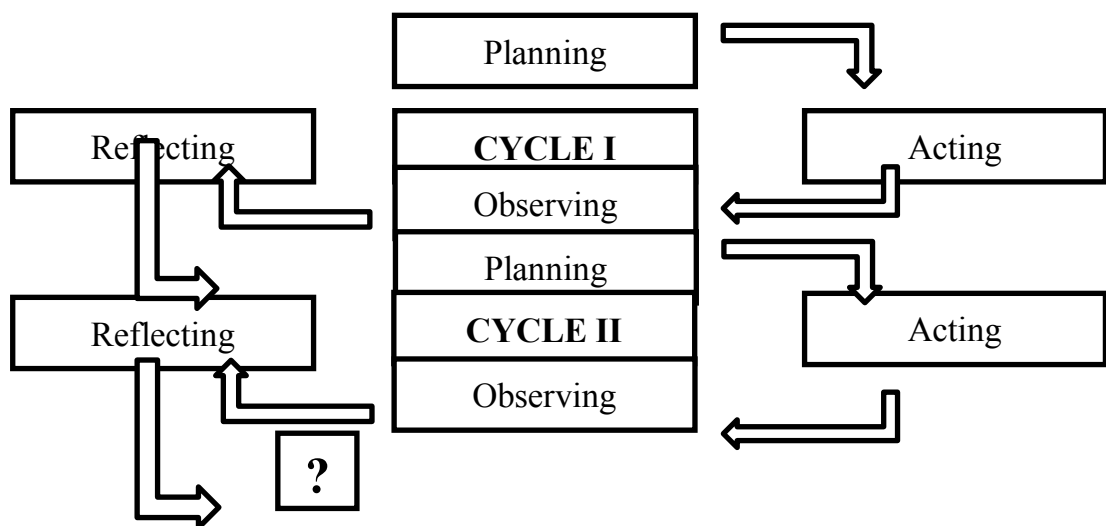 Planning
Reflecting
CYCLE I
Acting
Observing
Planning
Reflecting
CYCLE II
Acting
Observing
?